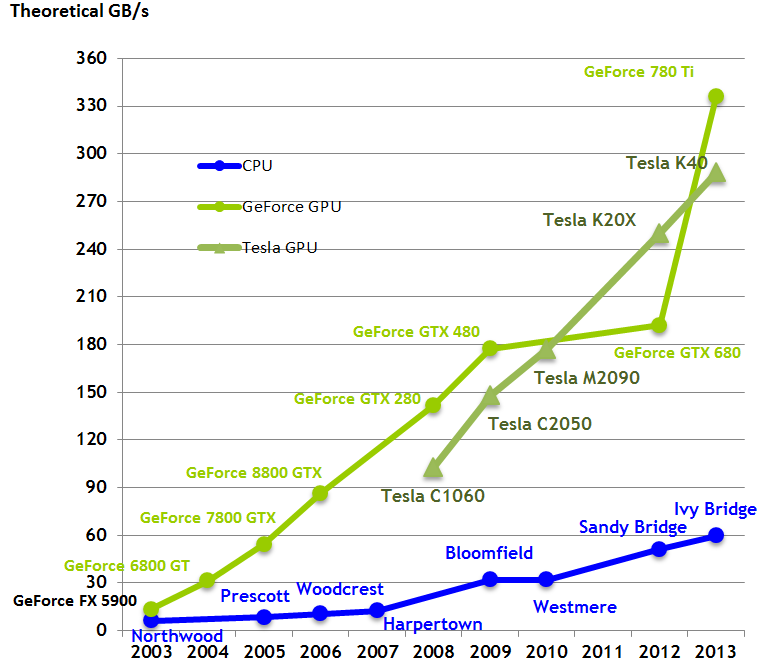 Theoretical GB/s
360
GeForce 780 Ti
330
300
CPU
Tesla K40
270
GeForce GPU
Tesla K20X
240
Tesla GPU
210
GeForce GTX 480
180
GeForce GTX 680
Tesla M2090
150
GeForce GTX 280
Tesla C2050
120
GeForce 8800 GTX
90
Tesla C1060
GeForce 7800 GTX
Ivy Bridge
60
Sandy Bridge
Bloomfield
GeForce 6800 GT
30
Prescott
Woodcrest
GeForce FX 5900
Westmere
0
Northwood
Harpertown
2003 2004 2005 2006 2007 2008 2009 2010 2011 2012 2013